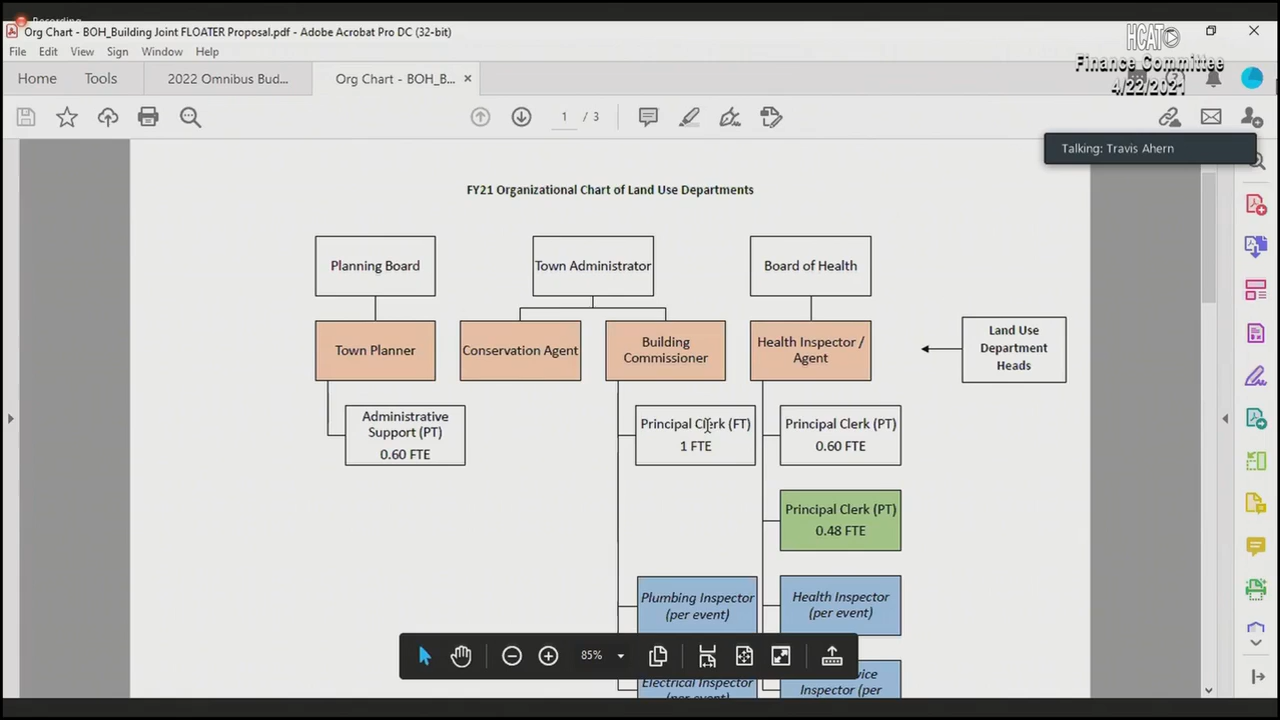 Recording
Org Chart - BOH_Building Joint FLOATER Proposal.pdf - Adobe Acrobat Pro DC (32-bit)
HCAT
File Edit View Sign Window Help
Finance Committee
4/22/2021
Home Tools 2022 Omnibus Bud... Org Chart - BOH_B... ×
1 / 3
Talking: Travis Ahern
FY21 Organizational Chart of Land Use Departments
Planning Board
Town Administrator
Board of Health
Town Planner
Conservation Agent
Building
Commissioner
Health Inspector /
Agent
Land Use
Department
Heads
Administrative
Support (PT)
0.60 FTE
Principal Clerk (FT)
1 FTE
Principal Clerk (PT)
0.60 FTE
Principal Clerk (PT)
0.48 FTE
Plumbing Inspector
(per event)
Health Inspector
(per event)
85%
Electrical Inspector
(per event)
Inspector (per